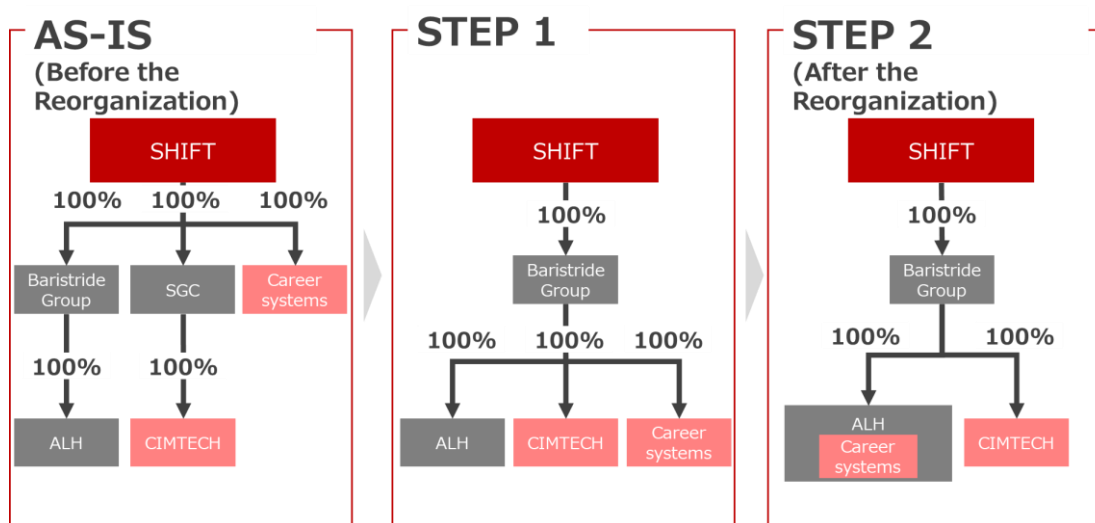 AS-IS
(Before the
Reorganization)
SHIFT
100% 100% 100%
Baristride
Group
SGC
Career
systems
100% 100%
ALH
CIMTECH
STEP 1
SHIFT
100%
Baristride
Group
100% 100% 100%
ALH
CIMTECH
Career
systems
STEP 2
(After the
Reorganization)
SHIFT
100%
Baristride
Group
100% 100%
ALH
Career
systems
CIMTECH